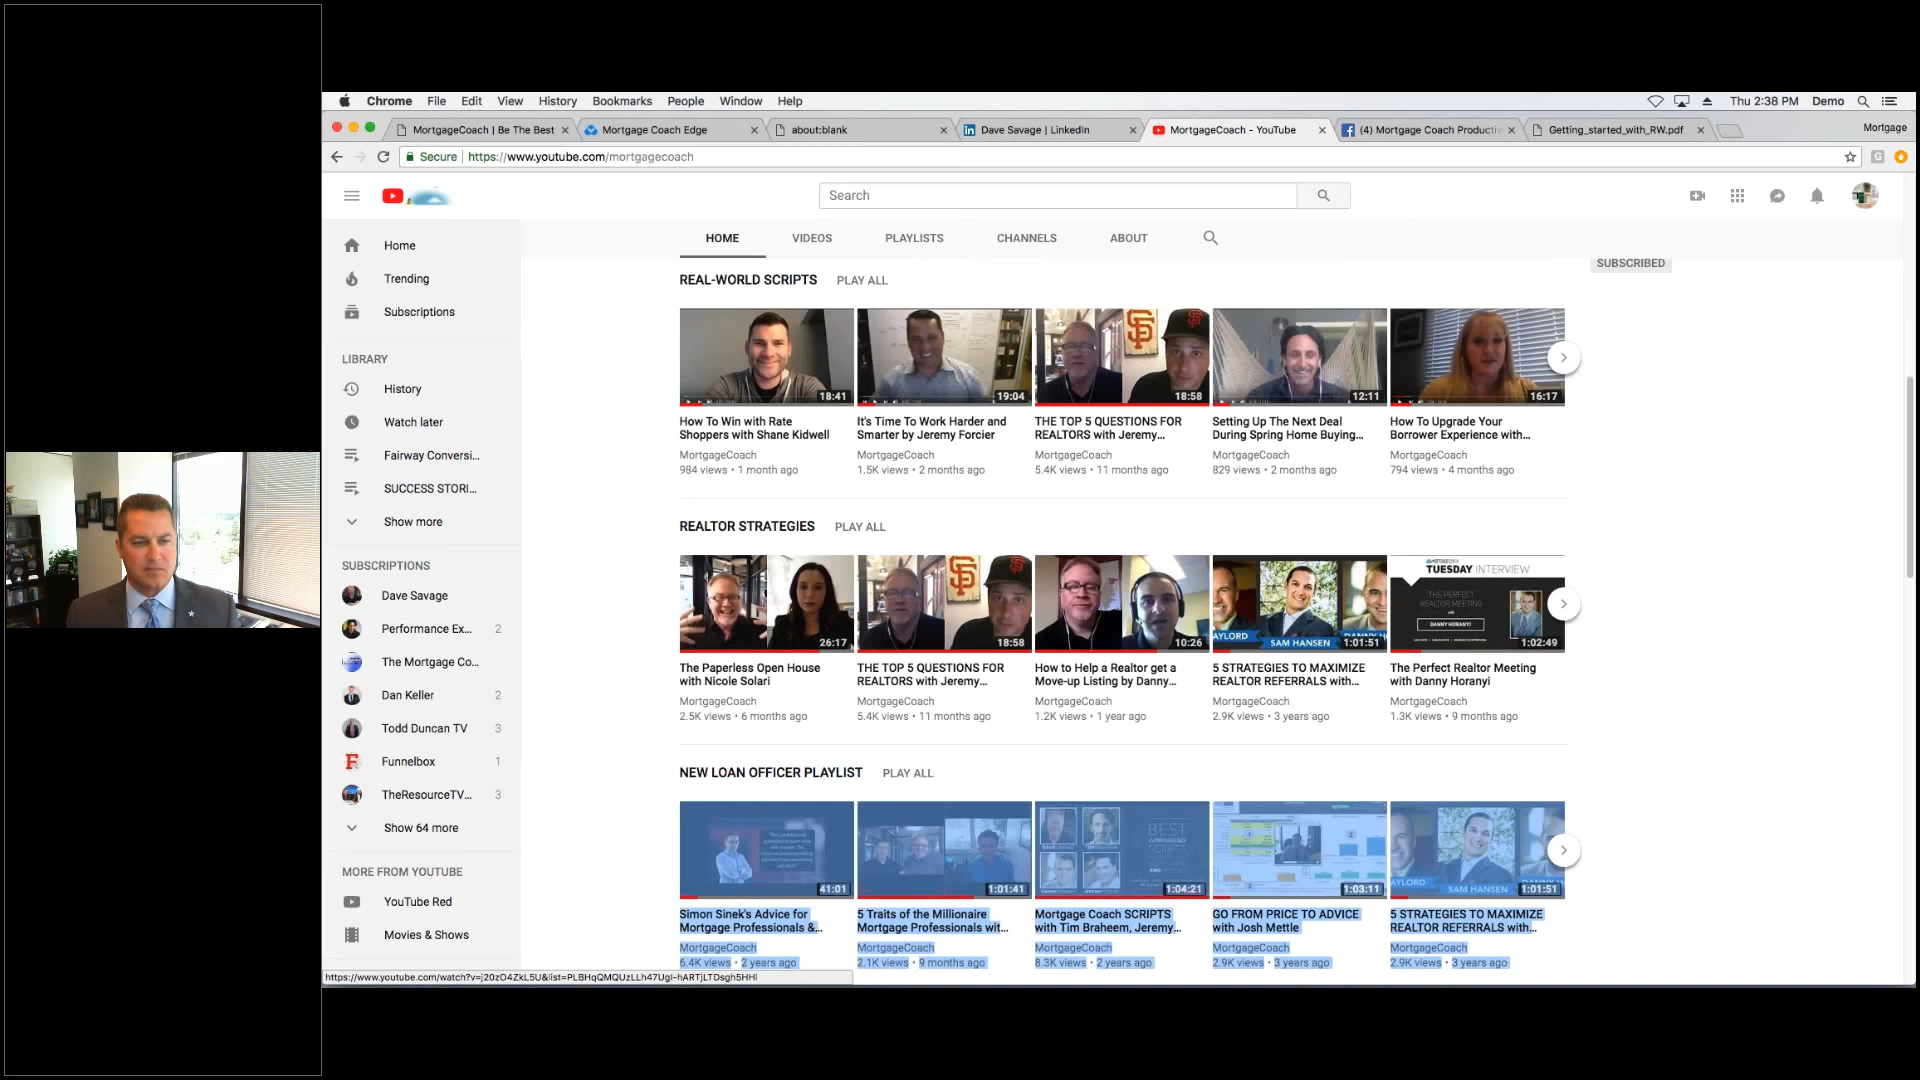 Chrome File Edit View History Bookmarks People Window Help
Thu 2:38 PM Demo
MortgageCoach | Be The Best
Mortgage Coach Edge
about:blank
Dave Savage | LinkedIn
MortgageCoach - YouTube
(4) Mortgage Coach Productiv
Getting_started_with_RW.pdf
Mortgage
Secure https://www.youtube.com/mortgagecoach
Search
HOME VIDEOS PLAYLISTS CHANNELS ABOUT
SUBSCRIBED
Home
Trending
Subscriptions
LIBRARY
History
Watch later
Fairway Conversi...
SUCCESS STORI...
Show more
SUBSCRIPTIONS
Dave Savage
Performance Ex... 2
The Mortgage Co...
Dan Keller 2
Todd Duncan TV 3
Funnelbox 1
TheResourceTV... 3
Show 64 more
MORE FROM YOUTUBE
YouTube Red
Movies & Shows
REAL-WORLD SCRIPTS PLAY ALL
18:41
How To Win with Rate
Shoppers with Shane Kidwell
MortgageCoach
984 views • 1 month ago
19:04
It's Time To Work Harder and
Smarter by Jeremy Forcier
MortgageCoach
1.5K views • 2 months ago
18:58
THE TOP 5 QUESTIONS FOR
REALTORS with Jeremy...
MortgageCoach
5.4K views • 11 months ago
12:11
Setting Up The Next Deal
During Spring Home Buying...
MortgageCoach
829 views • 2 months ago
16:17
How To Upgrade Your
Borrower Experience with...
MortgageCoach
794 views • 4 months ago
REALTOR STRATEGIES PLAY ALL
26:17
The Paperless Open House
with Nicole Solari
MortgageCoach
2.5K views • 6 months ago
18:58
THE TOP 5 QUESTIONS FOR
REALTORS with Jeremy...
MortgageCoach
5.4K views • 11 months ago
10:26
How to Help a Realtor get a
Move-up Listing by Danny...
MortgageCoach
1.2K views • 1 year ago
AYLORD SAM HANSEN DANNY H
1:01:51
5 STRATEGIES TO MAXIMIZE
REALTOR REFERRALS with...
MortgageCoach
2.9K views • 3 years ago
TUESDAY INTERVIEW
THE PERFECT
REALTOR MEETING
DANNY HORANYI
1:02:49
The Perfect Realtor Meeting
with Danny Horanyi
MortgageCoach
1.3K views • 9 months ago
NEW LOAN OFFICER PLAYLIST PLAY ALL
41:01
Simon Sinek's Advice for
Mortgage Professionals &...
MortgageCoach
6.4K views • 2 years ago
1:01:41
5 Traits of the Millionaire
Mortgage Professionals wit...
MortgageCoach
2.1K views • 9 months ago
BEST
1:04:21
Mortgage Coach SCRIPTS
with Tim Braheem, Jeremy...
MortgageCoach
8.3K views • 2 years ago
1:03:11
GO FROM PRICE TO ADVICE
with Josh Mettle
MortgageCoach
2.9K views • 3 years ago
AYLORD SAM HANSEN
1:01:51
5 STRATEGIES TO MAXIMIZE
REALTOR REFERRALS with...
MortgageCoach
2.9K views • 3 years ago